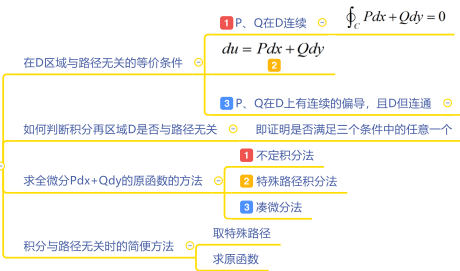 1 P、Q在D连续
∮_C Pdx+Qdy=0
在D区域与路径无关的等价条件
du = Pdx+Qdy
2
3 P、Q在D上有连续的偏导，且D但连通
如何判断积分再区域D是否与路径无关
即证明是否满足三个条件中的任意一个
1 不定积分法
求全微分Pdx+Qdy的原函数的方法
2 特殊路径积分法
3 凑微分法
积分与路径无关时的简便方法
取特殊路径
求原函数